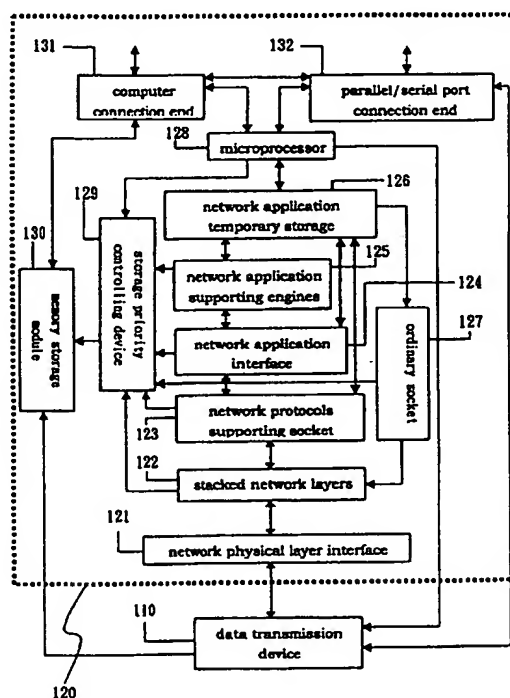 131
132
computer
connection end
parallel/serial port
connection end
128
microprocessor
126
129
network application
temporary storage
125
130
storage priority
controlling device
network application
supporting engines
124
memory storage
module
network application
interface
127
ordinary socket
network protocols
supporting socket
123
122
stacked network layers
121
network physical layer interface
110
data transmission
device
120